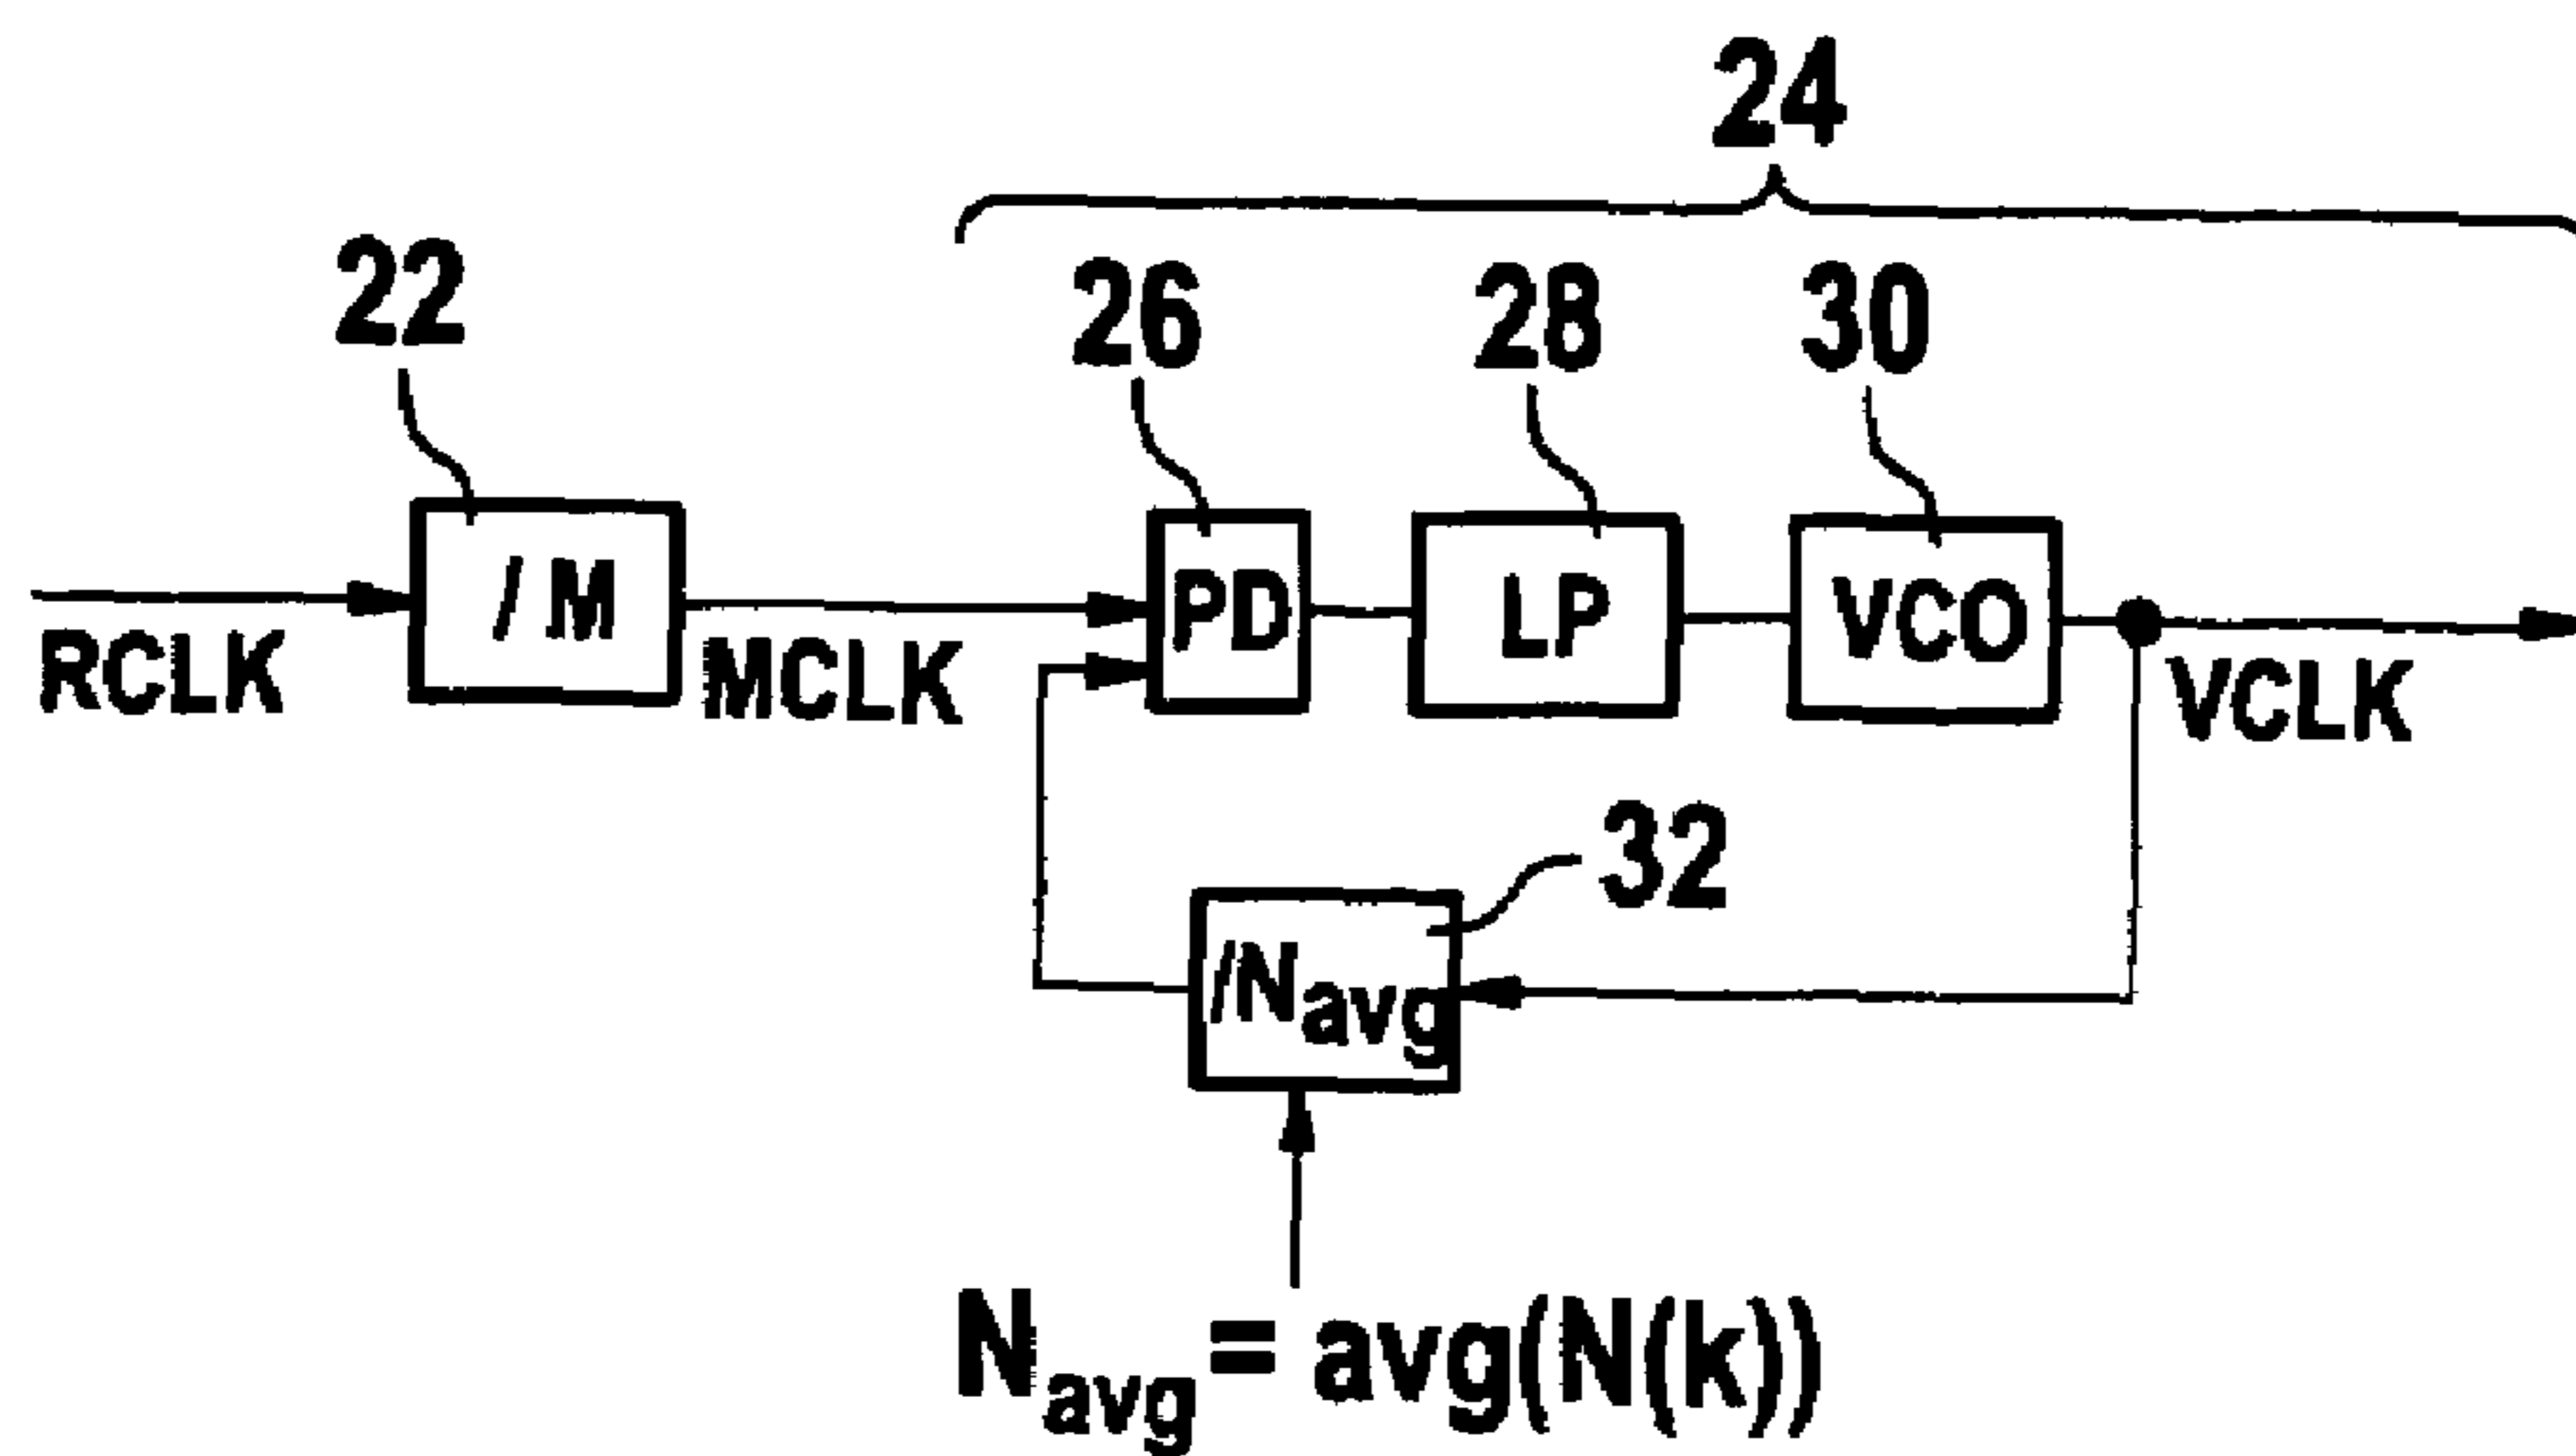 24
22
26
28
30
/ M
PD
LP
VCO
RCLK
MCLK
VCLK
32
/Navg
Navg = avg(N(k))